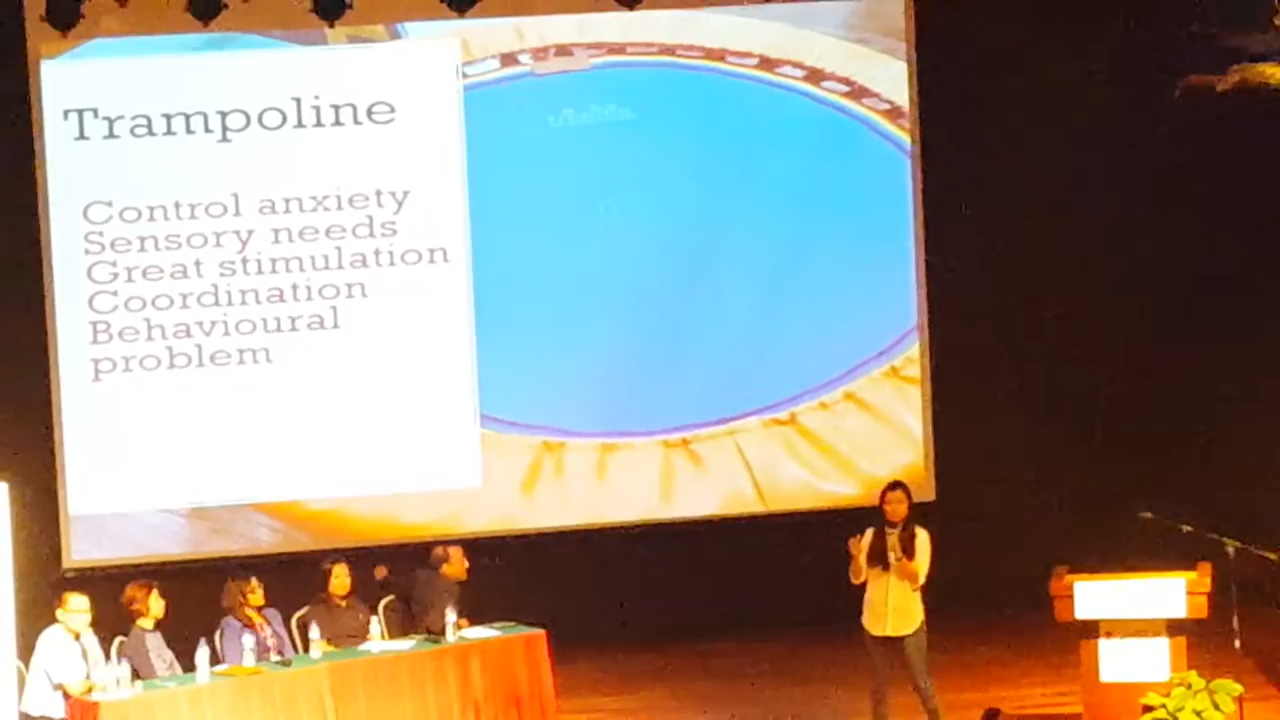 Trampoline
Control anxiety
Sensory needs
Great stimulation
Coordination
Behavioural
problem